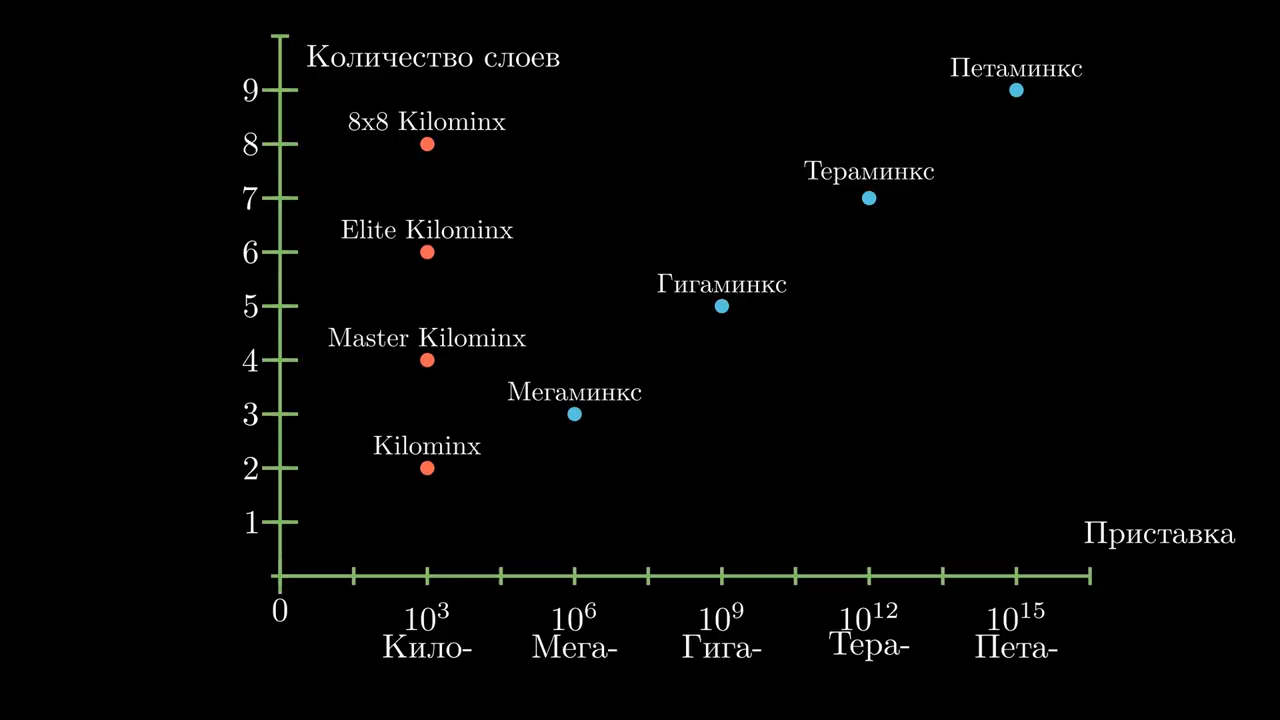 Количество слоев
Петаминкс
9
8x8 Kilominx
8
Тераминкс
7
Elite Kilominx
6
Гигаминкс
5
Master Kilominx
4
Мегаминкс
3
Kilominx
2
1
Приставка
0
10³ 10⁶ 10⁹ 10¹² 10¹⁵
Кило- Мега- Гига- Тера- Пета-